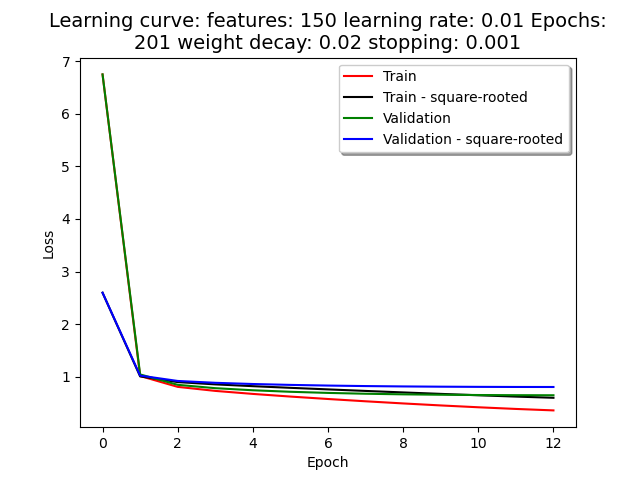 Learning curve: features: 150 learning rate: 0.01 Epochs:
201 weight decay: 0.02 stopping: 0.001
7
6
5
4
3
2
1
Loss
Train
Train - square-rooted
Validation
Validation - square-rooted
0 2 4 6 8 10 12
Epoch